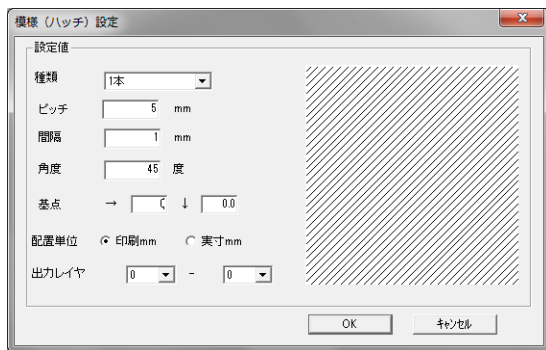 模様（ハッチ）設定
設定値
種類 1本
ピッチ 5 mm
間隔 1 mm
角度 45 度
基点 → ↓ 0.0
配置単位 印刷mm 実寸mm
出力レイヤ 0 - 0
OK キャンセル